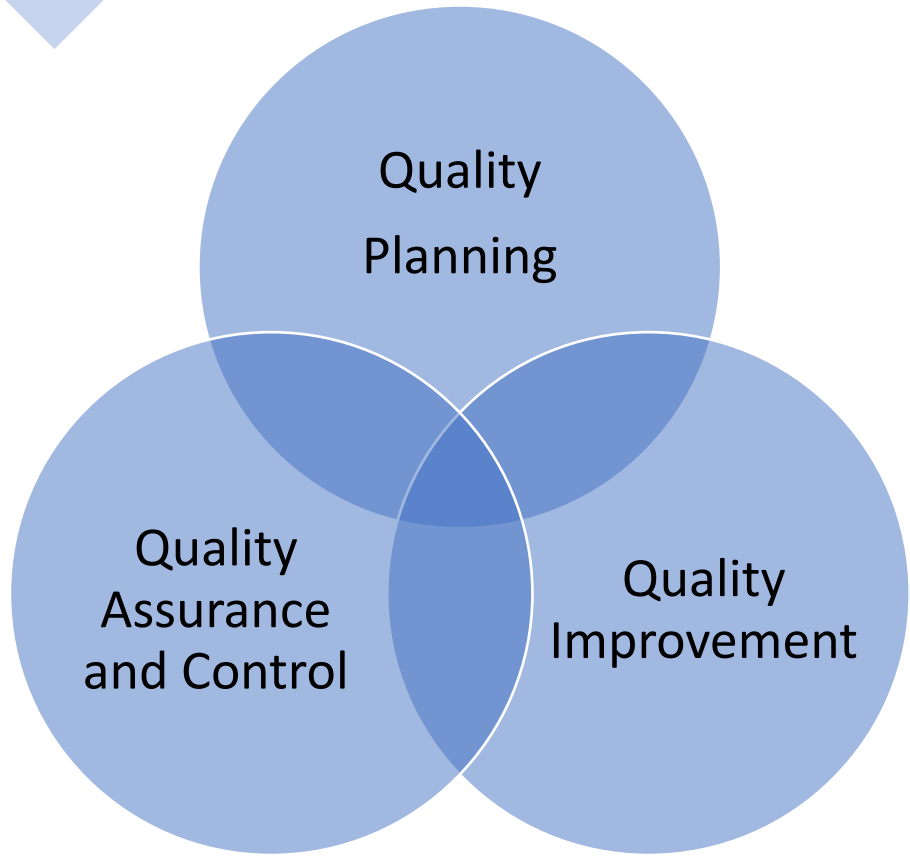 Quality
Planning
Quality
Assurance
and Control
Quality
Improvement